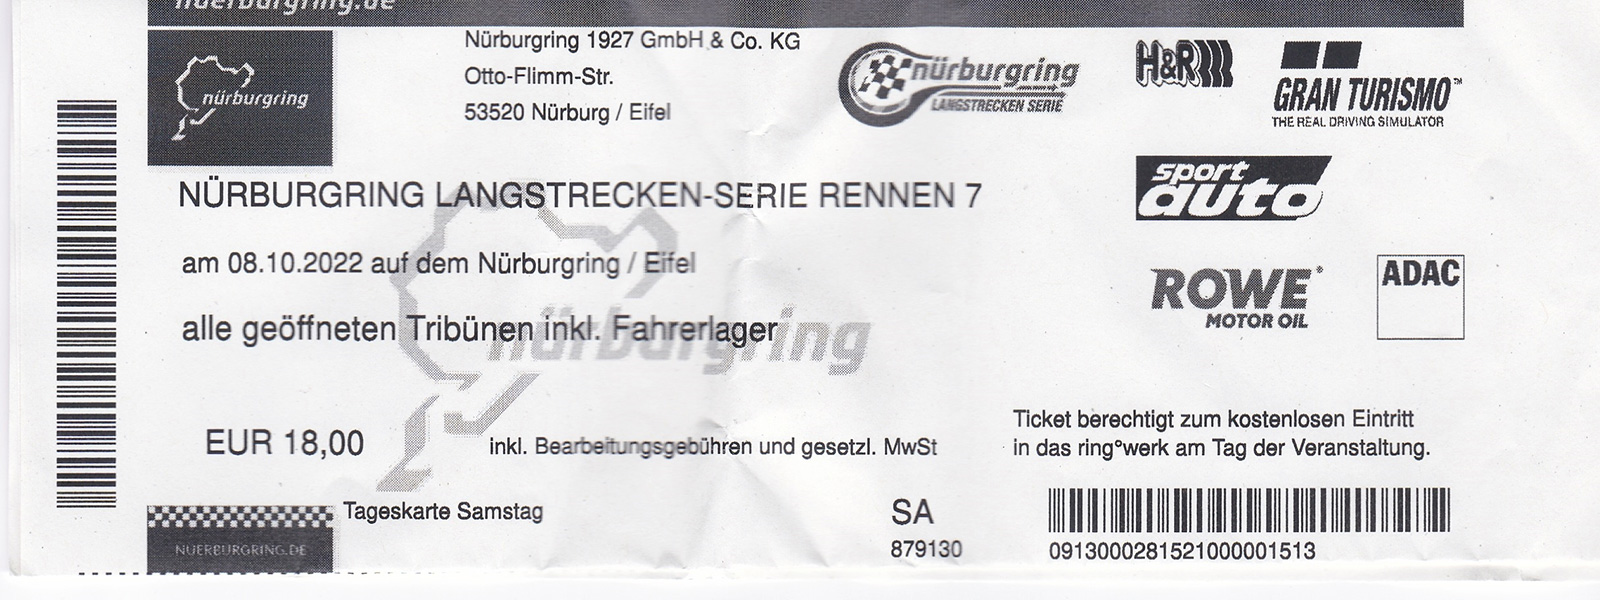 nuerburgring.de
nürburgring
Nürburgring 1927 GmbH & Co. KG
Otto-Flimm-Str.
53520 Nürburg / Eifel
nürburgring
LANGSTRECKEN SERIE
H&R
GRAN TURISMO™
THE REAL DRIVING SIMULATOR
sport
auto
NÜRBURGRING LANGSTRECKEN-SERIE RENNEN 7
am 08.10.2022 auf dem Nürburgring / Eifel
ROWE®
MOTOR OIL
ADAC
alle geöffneten Tribünen inkl. Fahrerlager
nürburgring
EUR 18,00
inkl. Bearbeitungsgebühren und gesetzl. MwSt
Ticket berechtigt zum kostenlosen Eintritt
in das ring°werk am Tag der Veranstaltung.
Tageskarte Samstag
NUERBURGRING.DE
SA
879130
0913000281521000001513